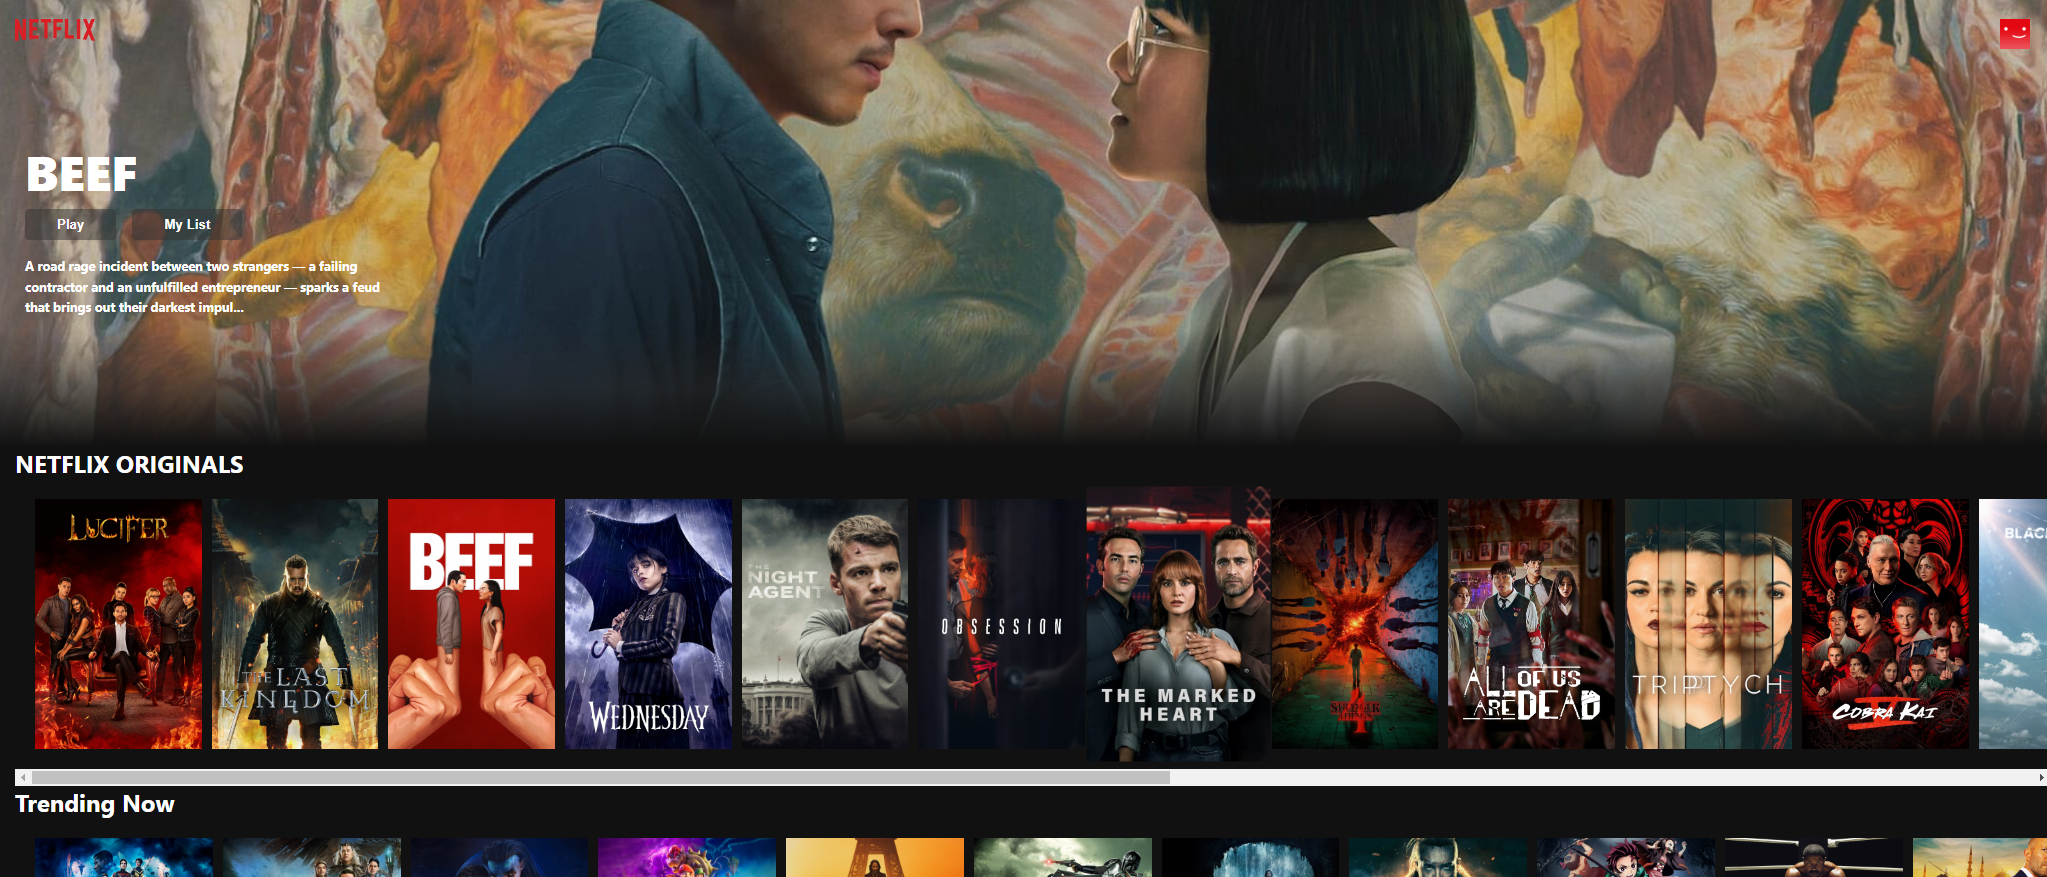 NETFLIX
BEEF
Play
My List
A road rage incident between two strangers — a failing
contractor and an unfulfilled entrepreneur — sparks a feud
that brings out their darkest impul...
NETFLIX ORIGINALS
LUCIFER
THE LAST
KINGDOM
BEEF
WEDNESDAY
THE
NIGHT
AGENT
OBSESSION
THE MARKED
HEART
STRANGER
THINGS
4
ALL OF US
ARE DEAD
TRIPTYCH
COBRA KAI
V
BLAC
Trending Now